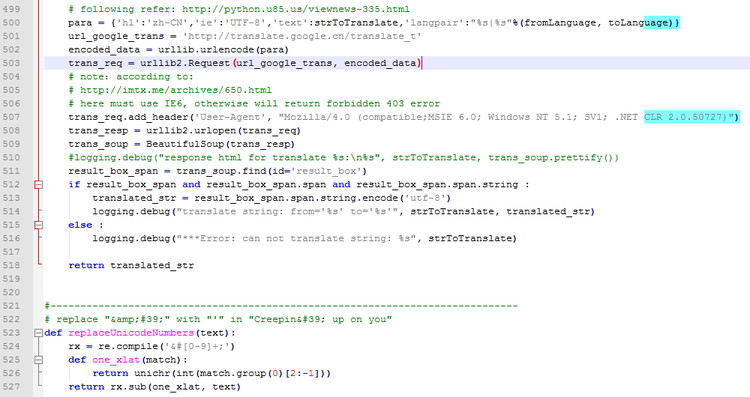 499 # following refer: http://python.u85.us/viewnews-335.html
500 para = {'hl':'zh-CN','ie':'UTF-8','text':strToTranslate,'langpair':"%s|%s"%(fromLanguage, toLanguage)}
501 url_google_trans = 'http://translate.google.cn/translate_t'
502 encoded_data = urllib.urlencode(para)
503 trans_req = urllib2.Request(url_google_trans, encoded_data)
504 # note: according to:
505 # http://imtx.me/archives/650.html
506 # here must use IE6, otherwise will return forbidden 403 error
507 trans_req.add_header('User-Agent', "Mozilla/4.0 (compatible;MSIE 6.0; Windows NT 5.1; SV1; .NET CLR 2.0.50727)")
508 trans_resp = urllib2.urlopen(trans_req)
509 trans_soup = BeautifulSoup(trans_resp)
510 #logging.debug("response html for translate %s:\n%s", strToTranslate, trans_soup.prettify())
511 result_box_span = trans_soup.find(id='result_box')
512 if result_box_span and result_box_span.span and result_box_span.span.string :
513 translated_str = result_box_span.span.string.encode('utf-8')
514 logging.debug("translate string: from='%s' to='%s'", strToTranslate, translated_str)
515 else :
516 logging.debug("***Error: can not translate string: %s", strToTranslate)
517
518 return translated_str
519
520
521 #------------------------------------------------------------------------------
522 # replace "&amp;#39;" with "'" in "Creepin&#39; up on you"
523 def replaceUnicodeNumbers(text):
524 rx = re.compile('&#[0-9]+;')
525 def one_xlat(match):
526 return unichr(int(match.group(0)[2:-1]))
527 return rx.sub(one_xlat, text)